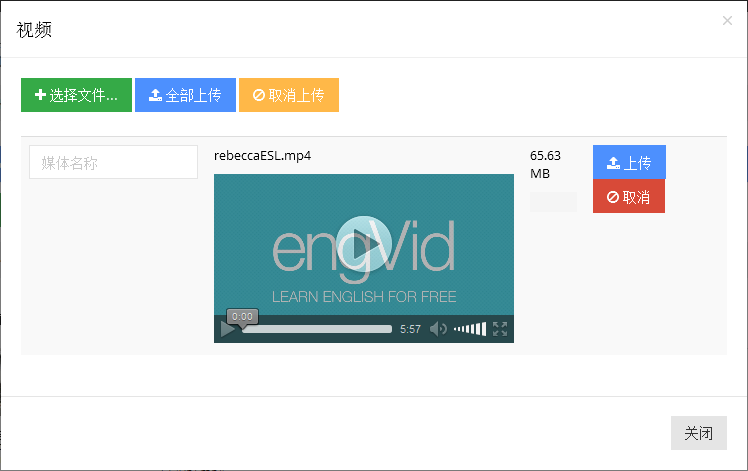 视频
选择文件...
全部上传
取消上传
媒体名称
rebeccaESL.mp4
65.63
MB
上传
取消
engVid
LEARN ENGLISH FOR FREE
0:00
5:57
关闭